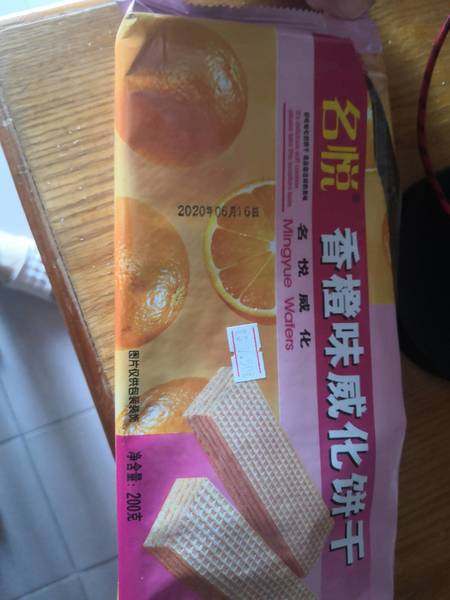 名悦®
香橙味威化饼干
名悦威化
Mingyue Wafers
2020年06月16日
图片仅供包装装饰
净含量：200克